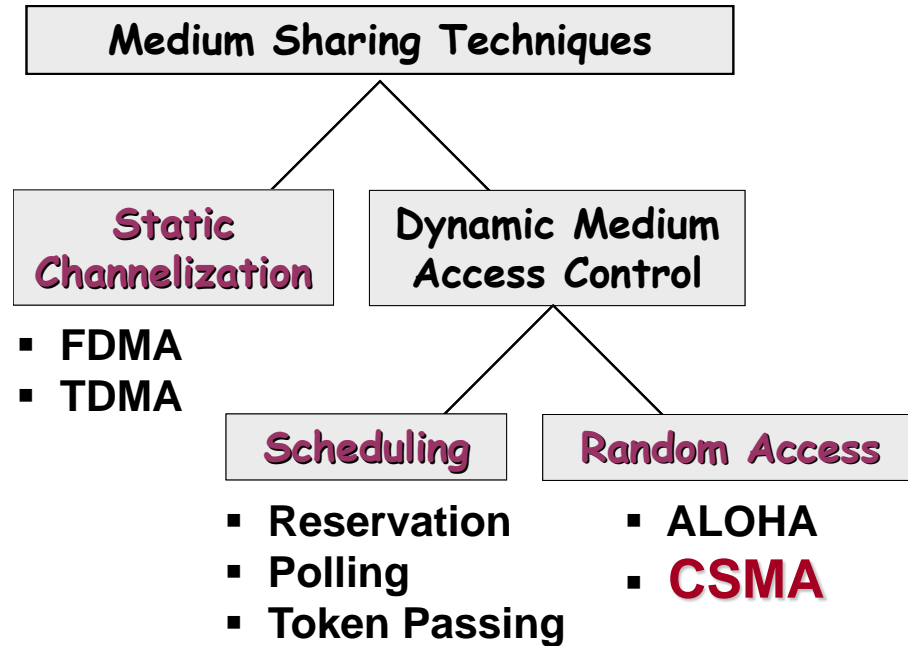 Medium Sharing Techniques
Static
Channelization
Dynamic Medium
Access Control
▪ FDMA
▪ TDMA
Scheduling
Random Access
▪ Reservation
▪ Polling
▪ Token Passing
▪ ALOHA
▪ CSMA